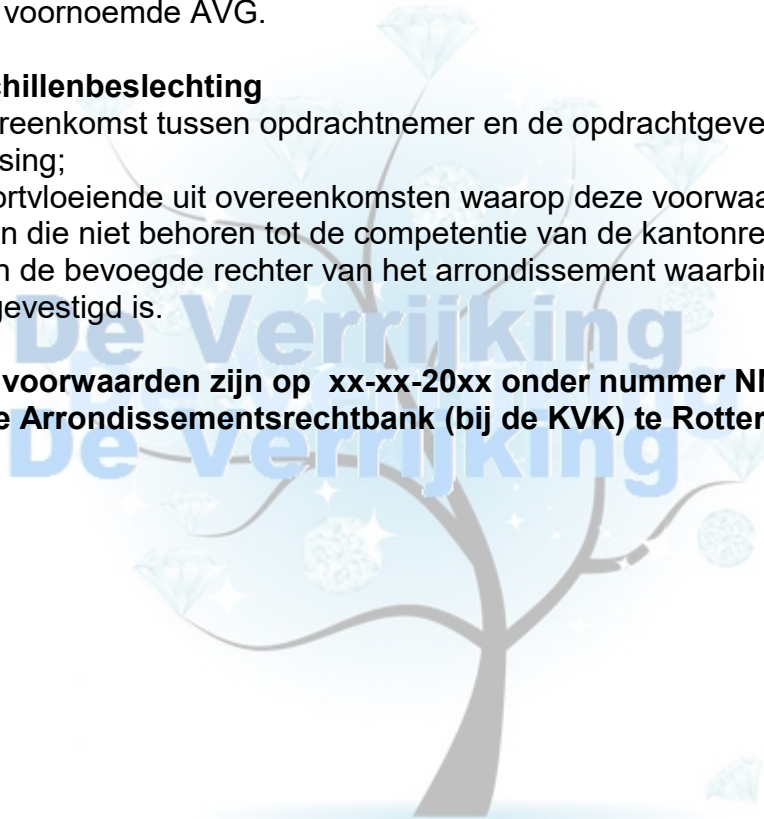 voornoemde AVG.
hillenbeslechting
reenkomst tussen opdrachtnemer en de opdrachtgeve
sing;
ortvloeiende uit overeenkomsten waarop deze voorwaa
n die niet behoren tot de competentie van de kantonre
n de bevoegde rechter van het arrondissement waarbin
gevestigd is.
De Verrijking
voorwaarden zijn op  xx-xx-20xx onder nummer NN
e Arrondissementsrechtbank (bij de KVK) te Rotter
De Verrijking